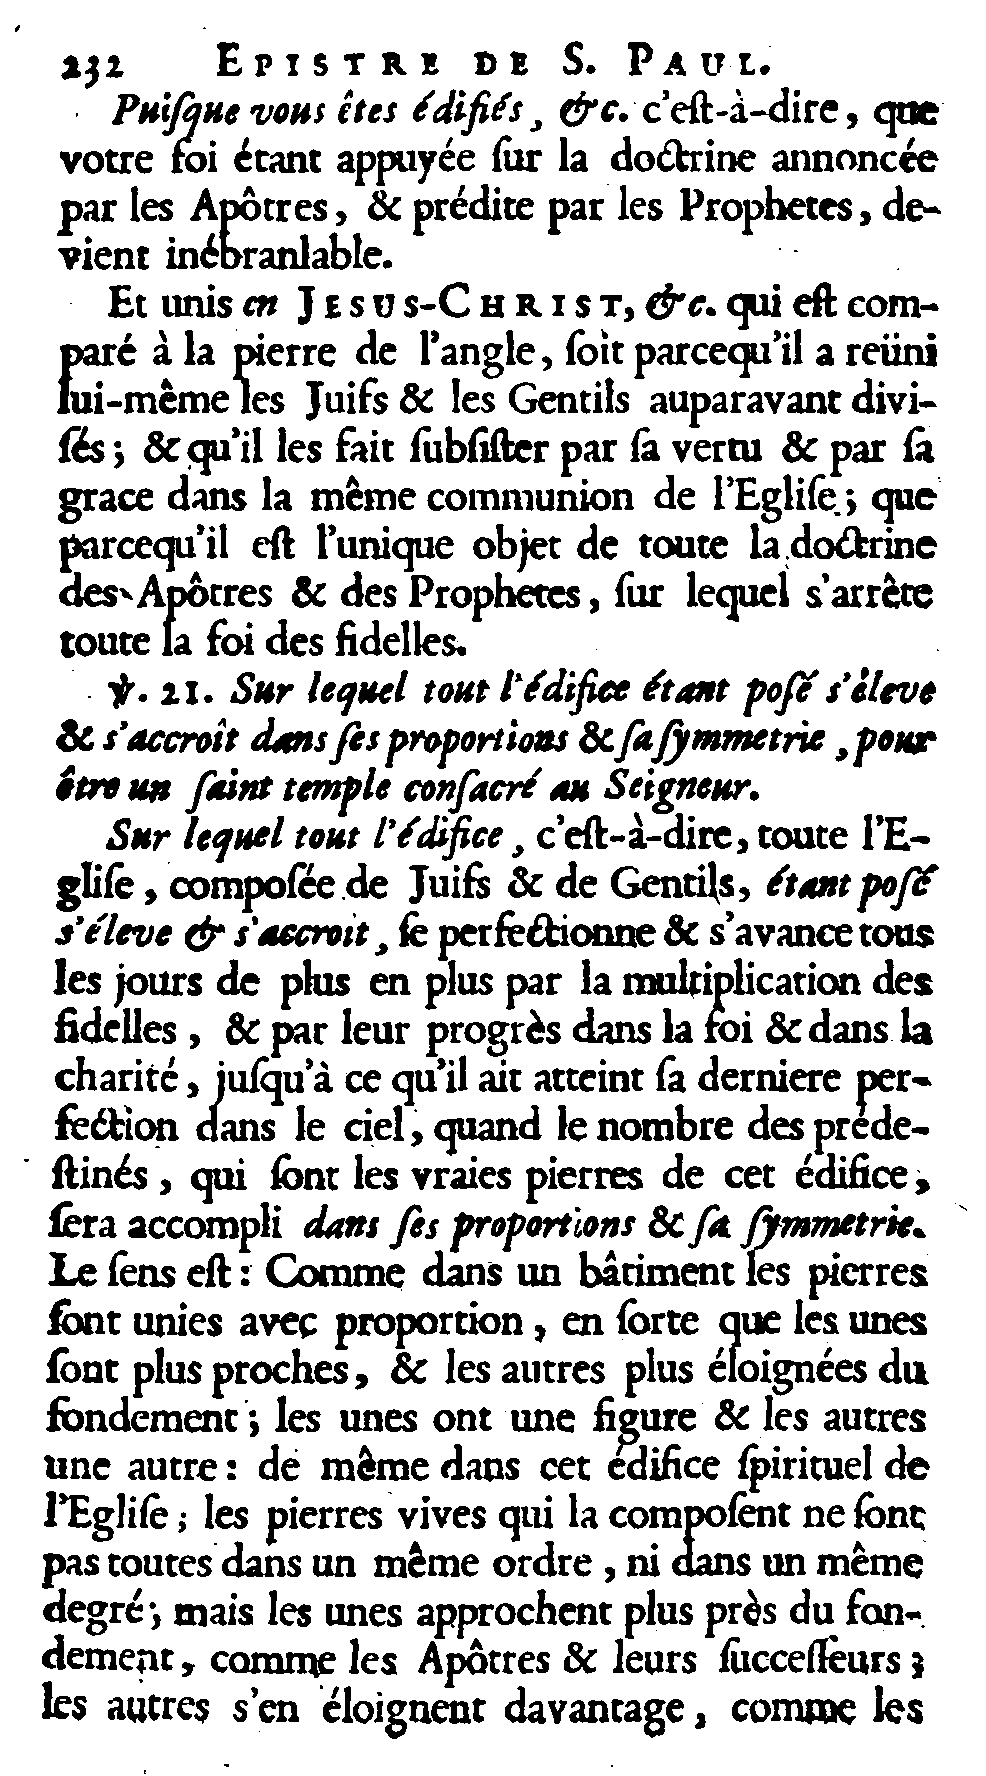 232 EPISTRE DE S. PAUL.
Puiſque vous êtes édifiés, &c. c'eſt-à-dire, que
votre foi étant appuyée ſur la doctrine annoncée
par les Apôtres, & prédite par les Prophetes, de-
vient inébranlable.
Et unis en JESUS-CHRIST, &c. qui eſt com-
paré à la pierre de l'angle, ſoit parcequ'il a reüni
lui-même les Juifs & les Gentils auparavant divi-
ſés; & qu'il les fait ſubſiſter par ſa vertu & par ſa
grace dans la même communion de l'Egliſe; que
parcequ'il eſt l'unique objet de toute la doctrine
des Apôtres & des Prophetes, ſur lequel s'arrête
toute la foi des fidelles.
℣. 21. Sur lequel tout l'édifice étant poſé s'éleve
& s'accroît dans ſes proportions & ſa ſymmetrie, pour
être un ſaint temple conſacré au Seigneur.
Sur lequel tout l'édifice, c'eſt-à-dire, toute l'E-
gliſe, compoſée de Juifs & de Gentils, étant poſé
s'éleve & s'accroit, ſe perfectionne & s'avance tous
les jours de plus en plus par la multiplication des
fidelles, & par leur progrès dans la foi & dans la
charité, juſqu'à ce qu'il ait atteint ſa derniere per-
fection dans le ciel, quand le nombre des préde-
ſtinés, qui ſont les vraies pierres de cet édifice,
ſera accompli dans ſes proportions & ſa ſymmetrie.
Le ſens eſt: Comme dans un bâtiment les pierres
ſont unies avec proportion, en ſorte que les unes
ſont plus proches, & les autres plus éloignées du
fondement; les unes ont une figure & les autres
une autre: de même dans cet édifice ſpirituel de
l'Egliſe; les pierres vives qui la compoſent ne ſont
pas toutes dans un même ordre, ni dans un même
degré; mais les unes approchent plus près du fon-
dement, comme les Apôtres & leurs ſucceſſeurs;
les autres s'en éloignent davantage, comme les